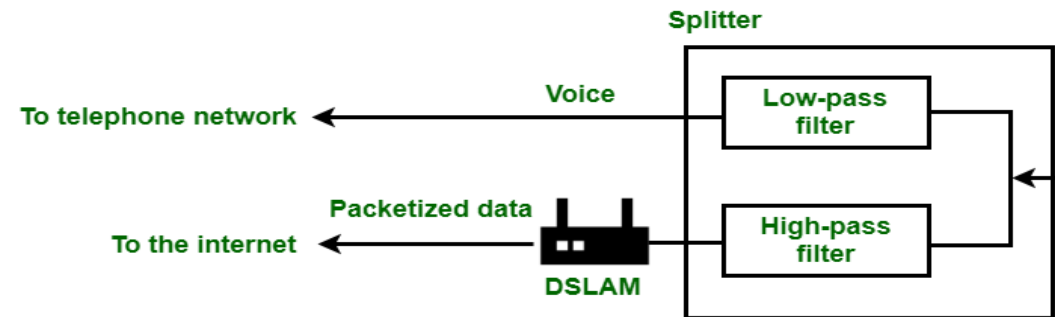 Splitter
Voice
Low-pass
filter
To telephone network
Packetized data
High-pass
filter
To the internet
DSLAM